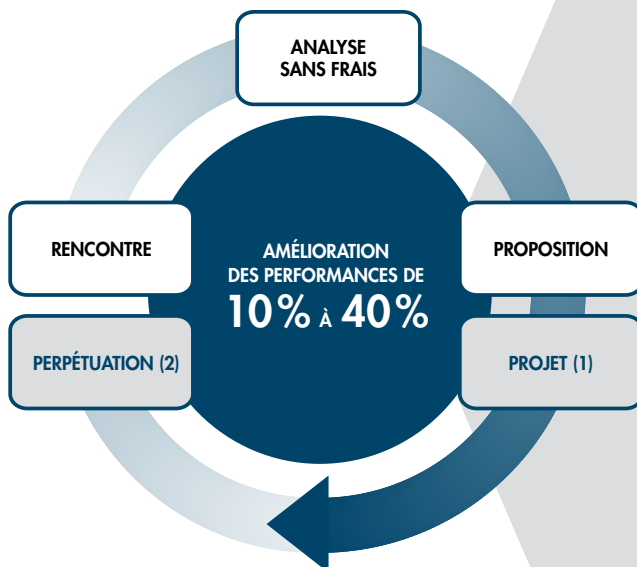 ANALYSE
SANS FRAIS
RENCONTRE
AMÉLIORATION
DES PERFORMANCES DE
10% À 40%
PROPOSITION
PERPÉTUATION (2)
PROJET (1)